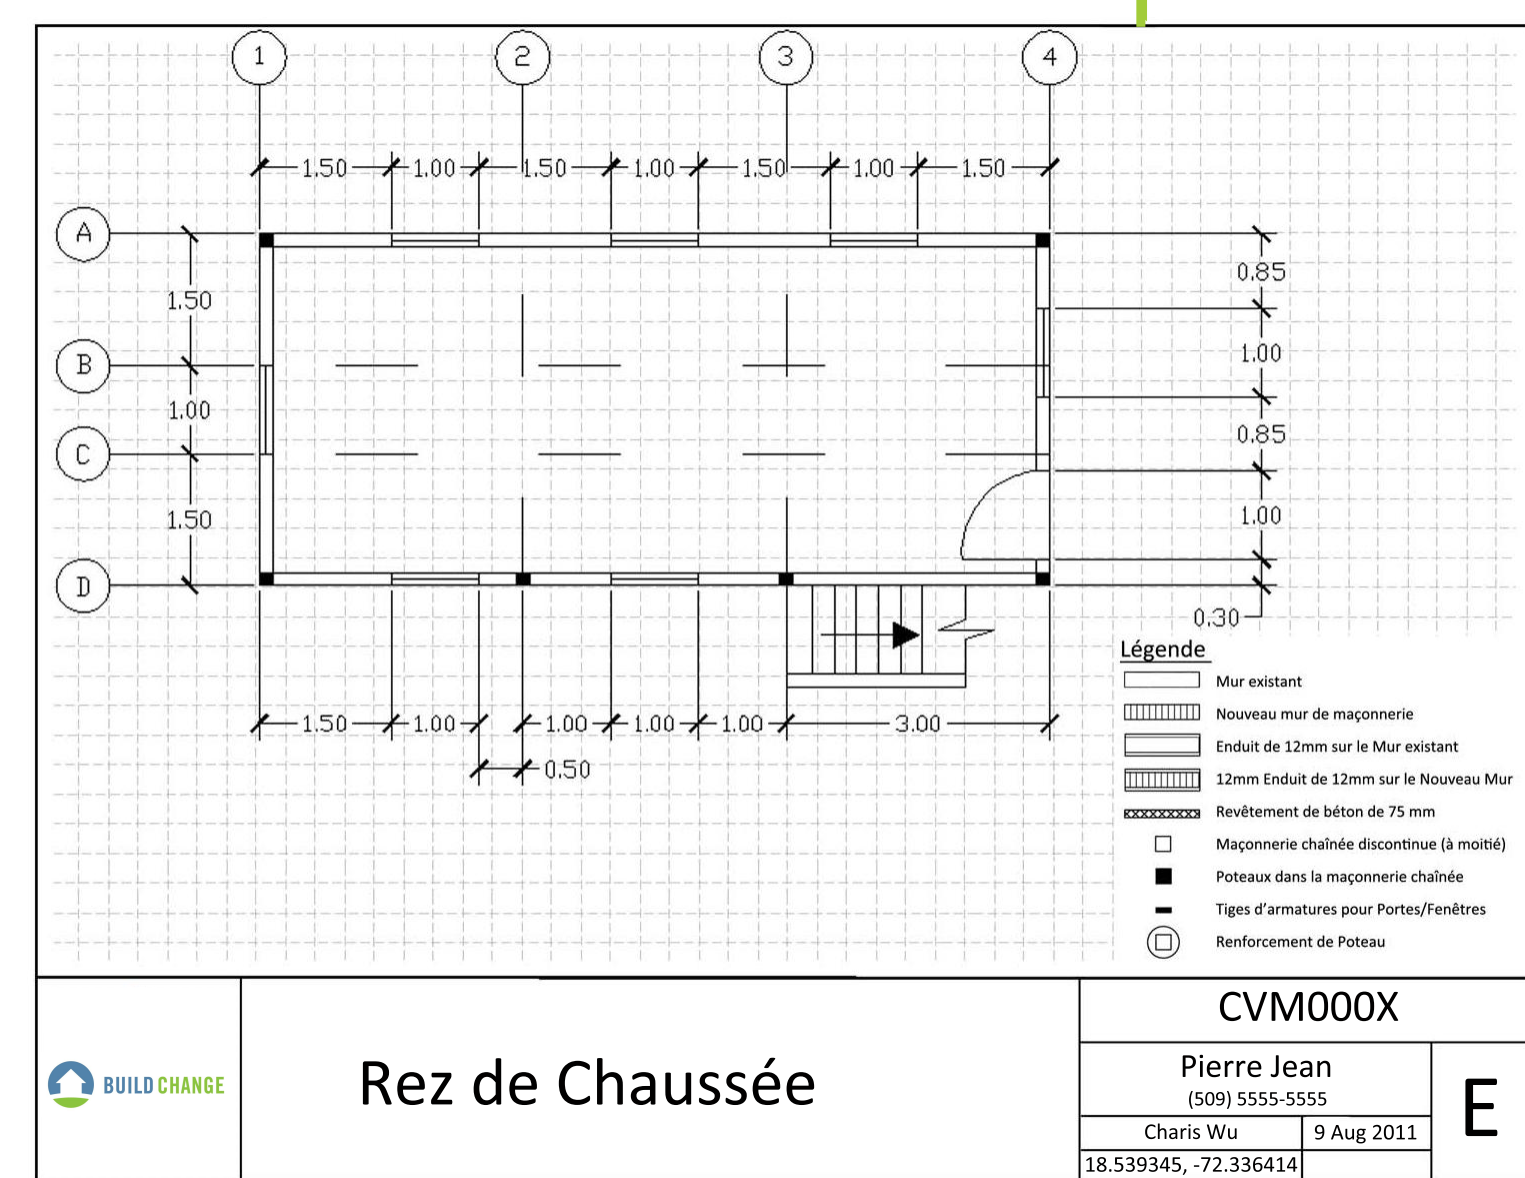 1 2 3 4
1.50 1.00 1.50 1.00 1.50 1.00 1.50
A
1.50
B
1.00
C
1.50
D
0.85
1.00
0.85
1.00
0.30
1.50 1.00 1.00 1.00 1.00 3.00
0.50
Légende
Mur existant
Nouveau mur de maçonnerie
Enduit de 12mm sur le Mur existant
12mm Enduit de 12mm sur le Nouveau Mur
Revêtement de béton de 75 mm
Maçonnerie chaînée discontinue (à moitié)
Poteaux dans la maçonnerie chaînée
Tiges d’armatures pour Portes/Fenêtres
Renforcement de Poteau
BUILD CHANGE
Rez de Chaussée
CVM000X
Pierre Jean
(509) 5555-5555
Charis Wu
9 Aug 2011
18.539345, -72.336414
E